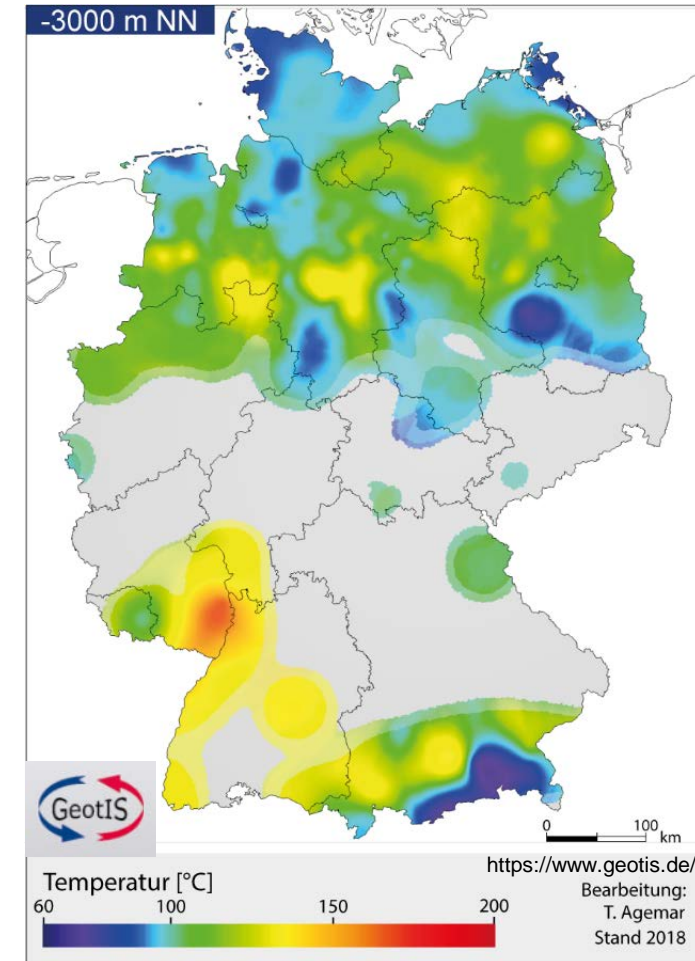 -3000 m NN
GeotIS
0 100
km
https://www.geotis.de/
Temperatur [°C]
60 100 150 200
Bearbeitung:
T. Agemar
Stand 2018